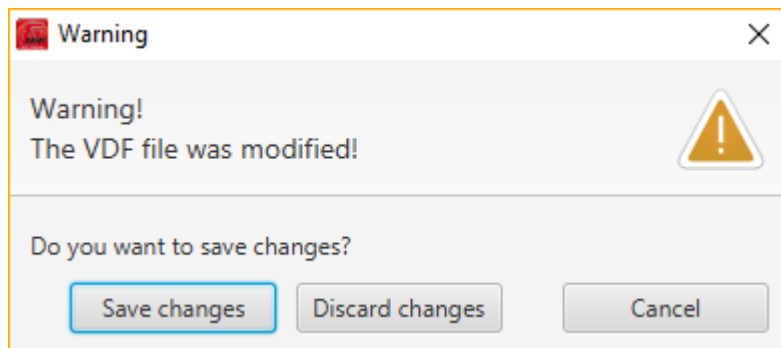 Warning
Warning!
The VDF file was modified!
Do you want to save changes?
Save changes
Discard changes
Cancel